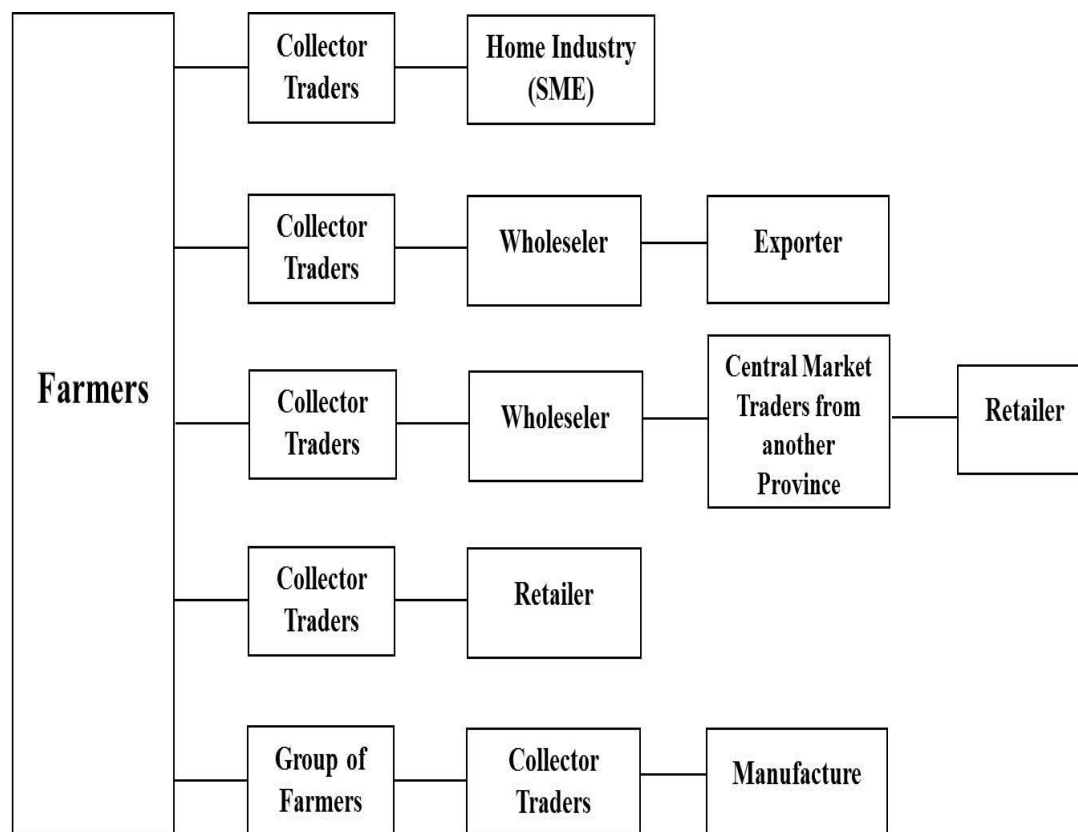 Farmers
Collector
Traders
Home Industry
(SME)
Collector
Traders
Wholeseler
Exporter
Collector
Traders
Wholeseler
Central Market
Traders from
another
Province
Retailer
Collector
Traders
Retailer
Group of
Farmers
Collector
Traders
Manufacture